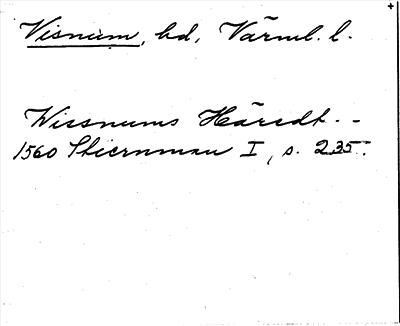 Visnum, hd, Värml. l.
Wissnums Häredt - -
1560 Stiernman I, s. 235.